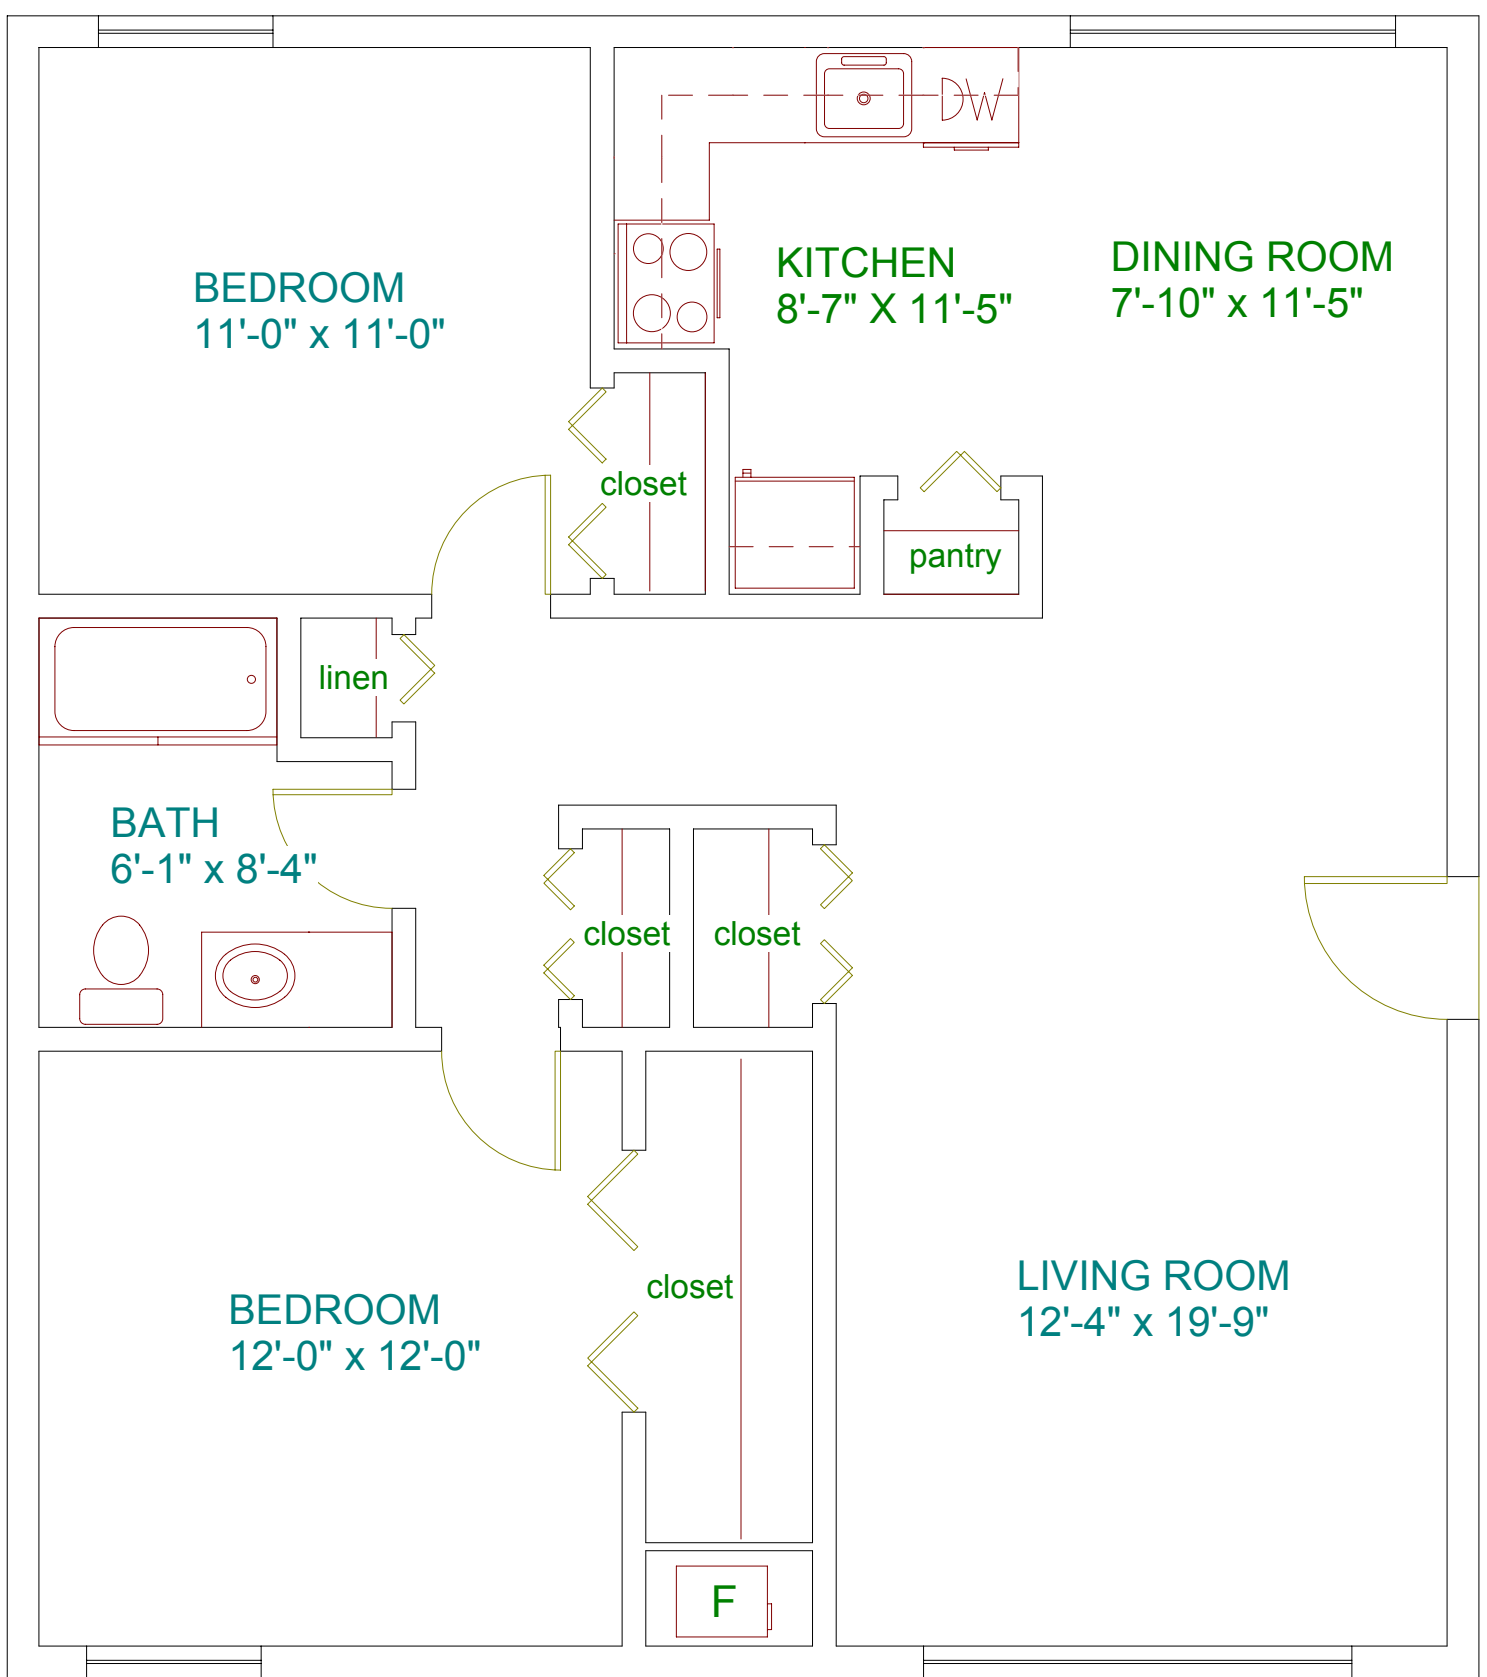 DW
KITCHEN
8'-7" X 11'-5"
DINING ROOM
7'-10" x 11'-5"
BEDROOM
11'-0" x 11'-0"
closet
pantry
linen
BATH
6'-1" x 8'-4"
closet
closet
LIVING ROOM
12'-4" x 19'-9"
closet
BEDROOM
12'-0" x 12'-0"
F